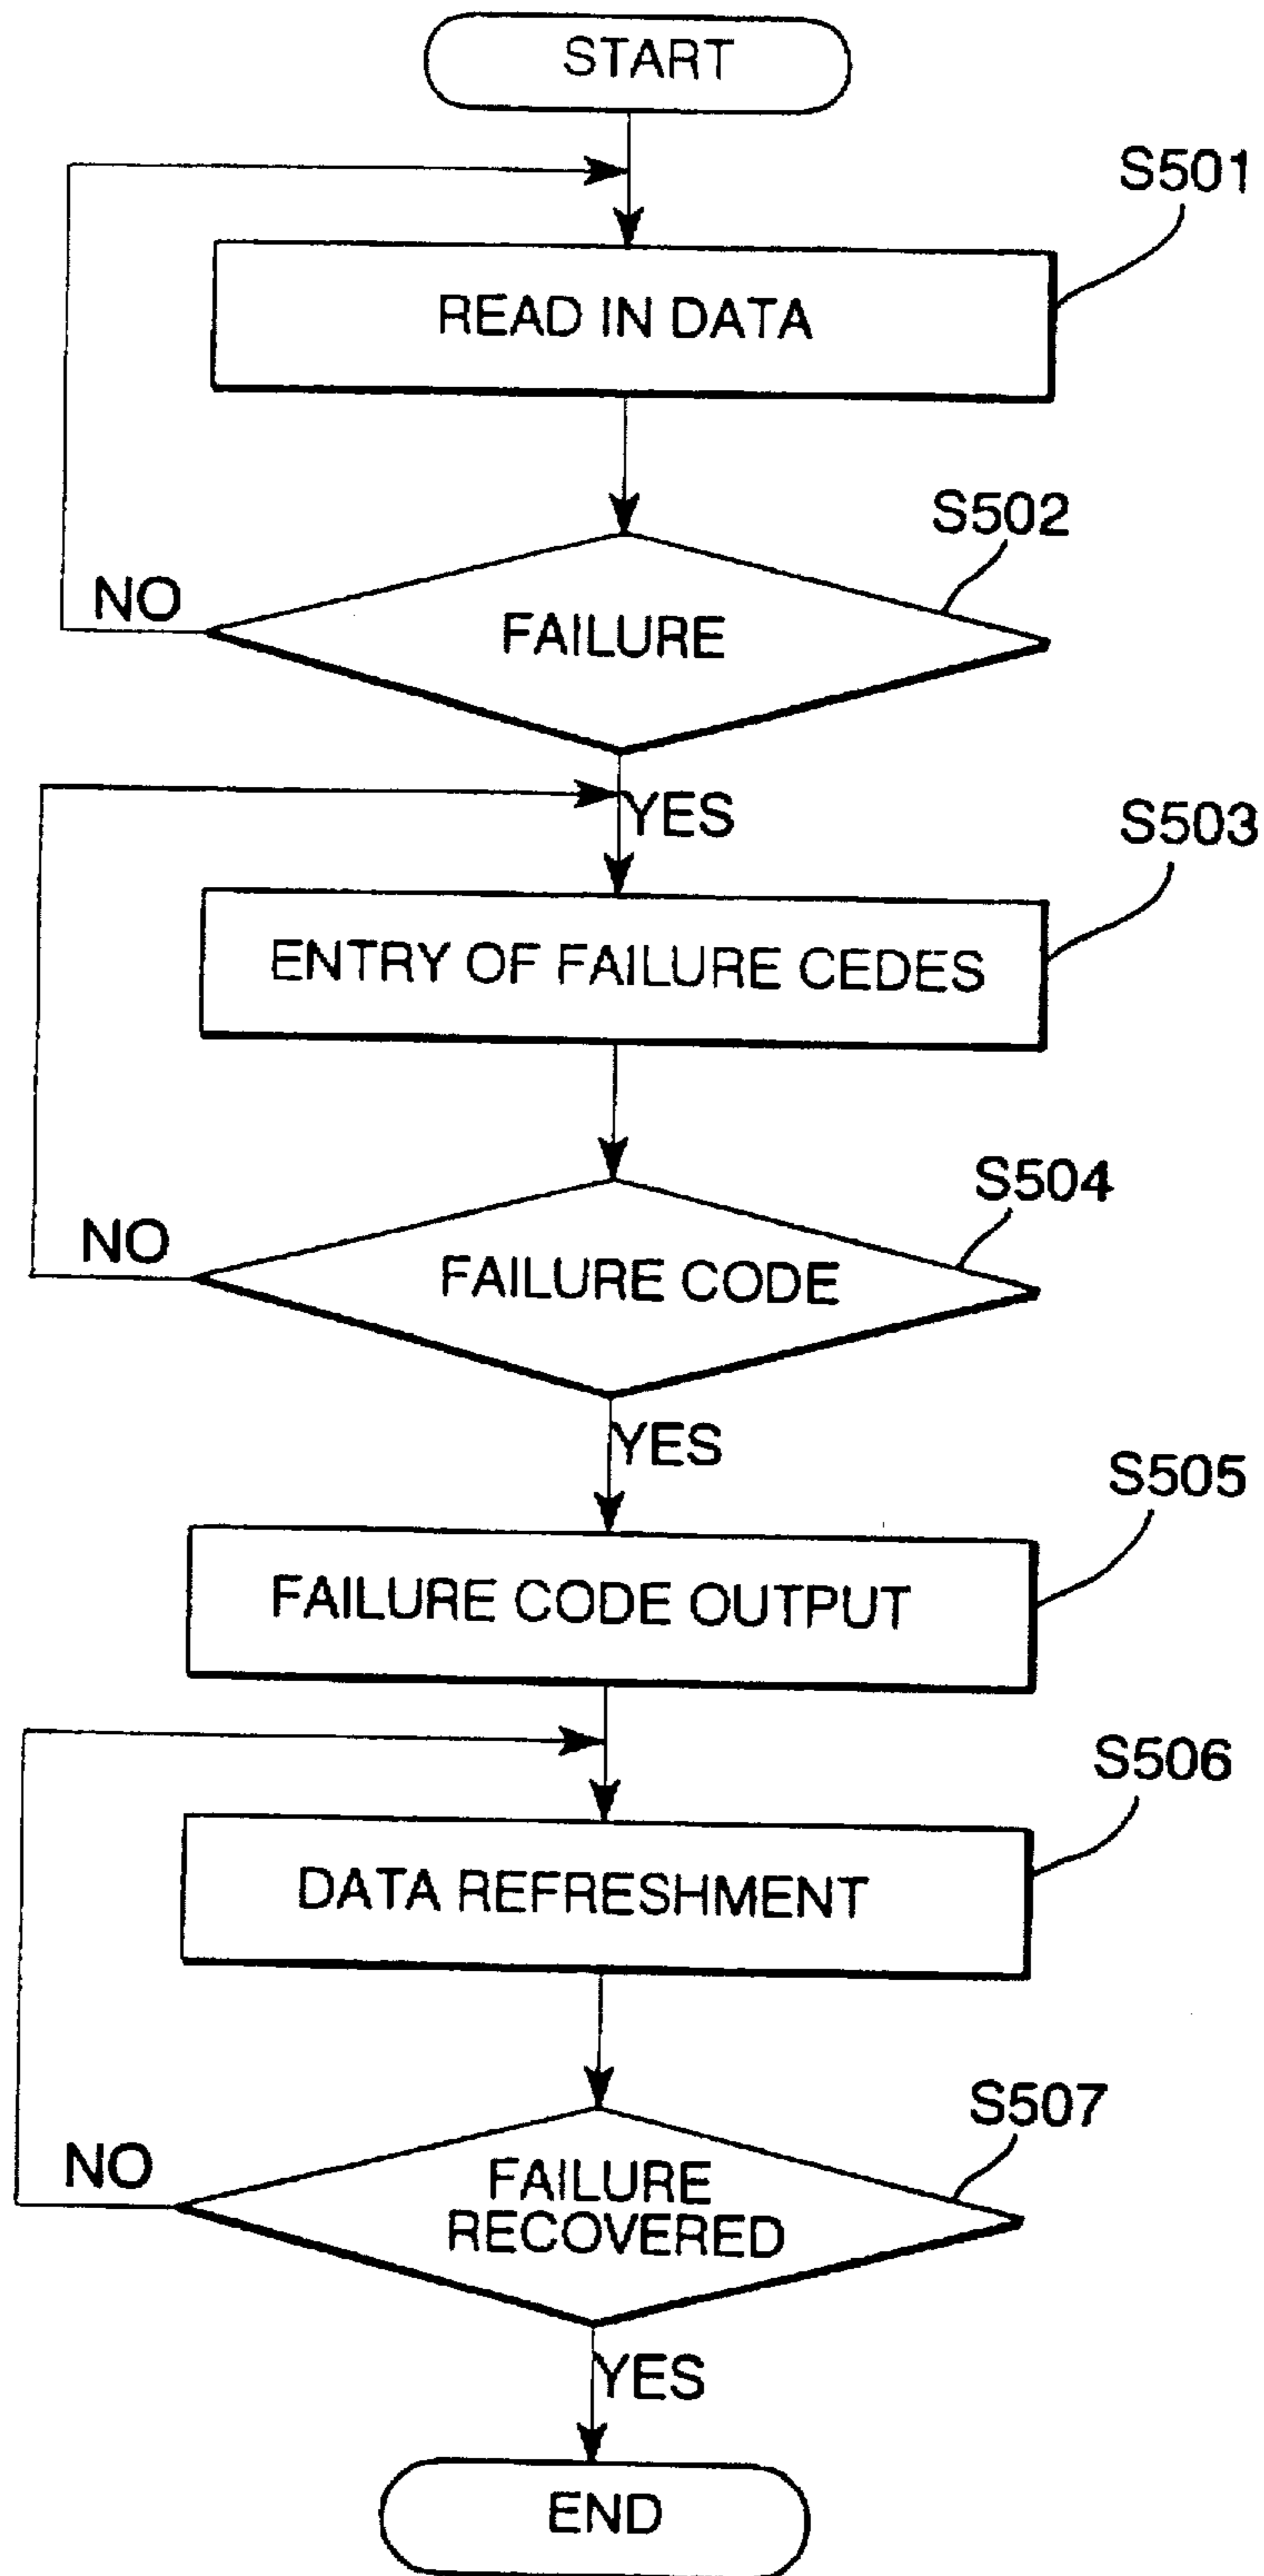 START
S501
READ IN DATA
S502
NO
FAILURE
YES
S503
ENTRY OF FAILURE CEDES
S504
NO
FAILURE CODE
YES
S505
FAILURE CODE OUTPUT
S506
DATA REFRESHMENT
S507
NO
FAILURE
RECOVERED
YES
END